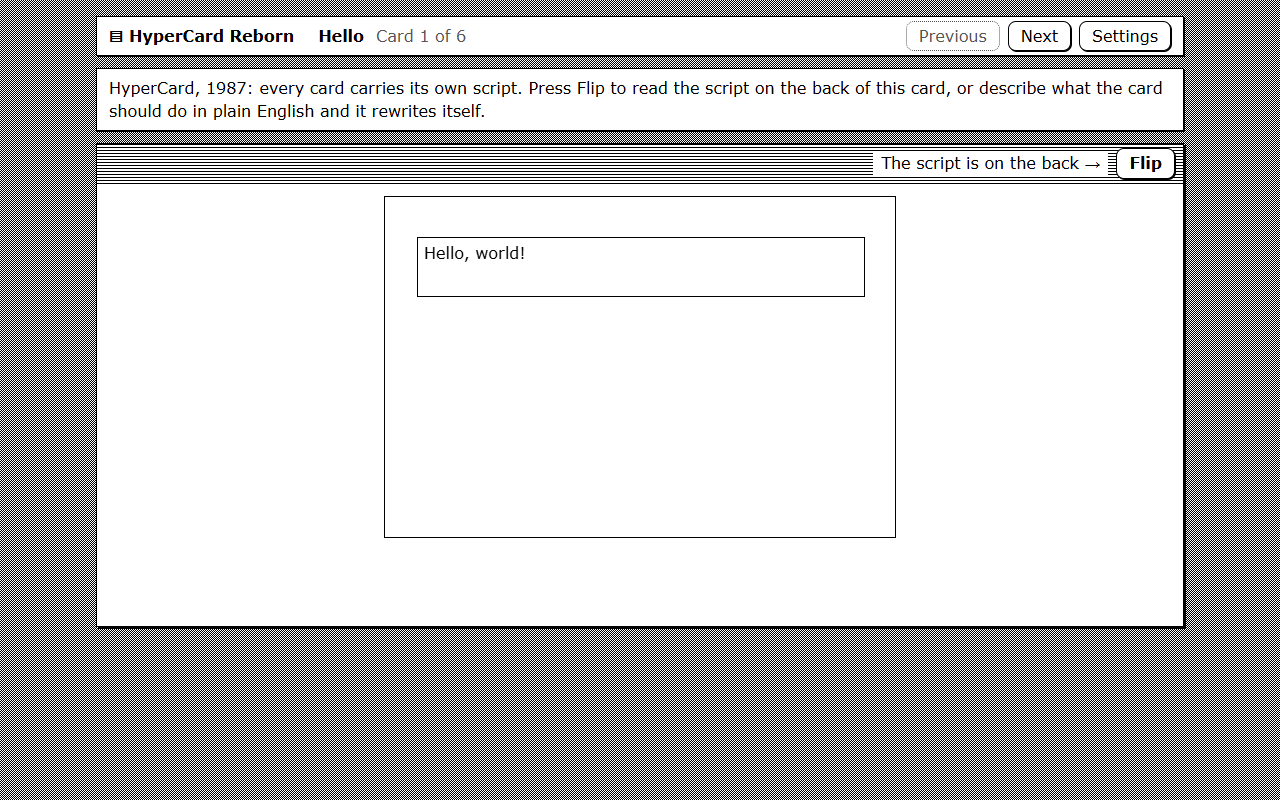 HyperCard Reborn Hello Card 1 of 6 Previous Next Settings
HyperCard, 1987: every card carries its own script. Press Flip to read the script on the back of this card, or describe what the card
should do in plain English and it rewrites itself.
The script is on the back → Flip
Hello, world!